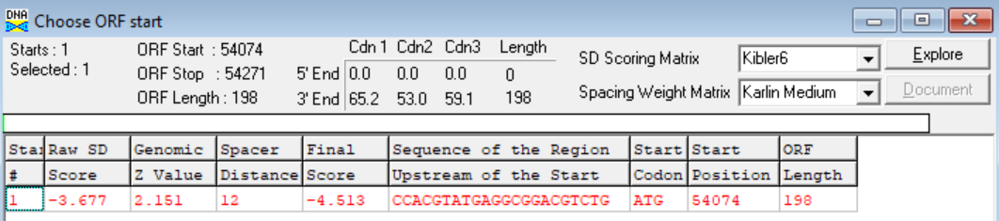 DNA Choose ORF start
Starts : 1 ORF Start : 54074 Cdn 1 Cdn2 Cdn3 Length SD Scoring Matrix Kibler6 Explore
Selected : 1 ORF Stop : 54271 5' End 0.0 0.0 0.0 0
ORF Length : 198 3' End 65.2 53.0 59.1 198 Spacing Weight Matrix Karlin Medium Document
Star Raw SD Genomic Spacer Final Sequence of the Region Start Start ORF
# Score Z Value Distance Score Upstream of the Start Codon Position Length
1 -3.677 2.151 12 -4.513 CCACGTATGAGGCGGACGTCTG ATG 54074 198